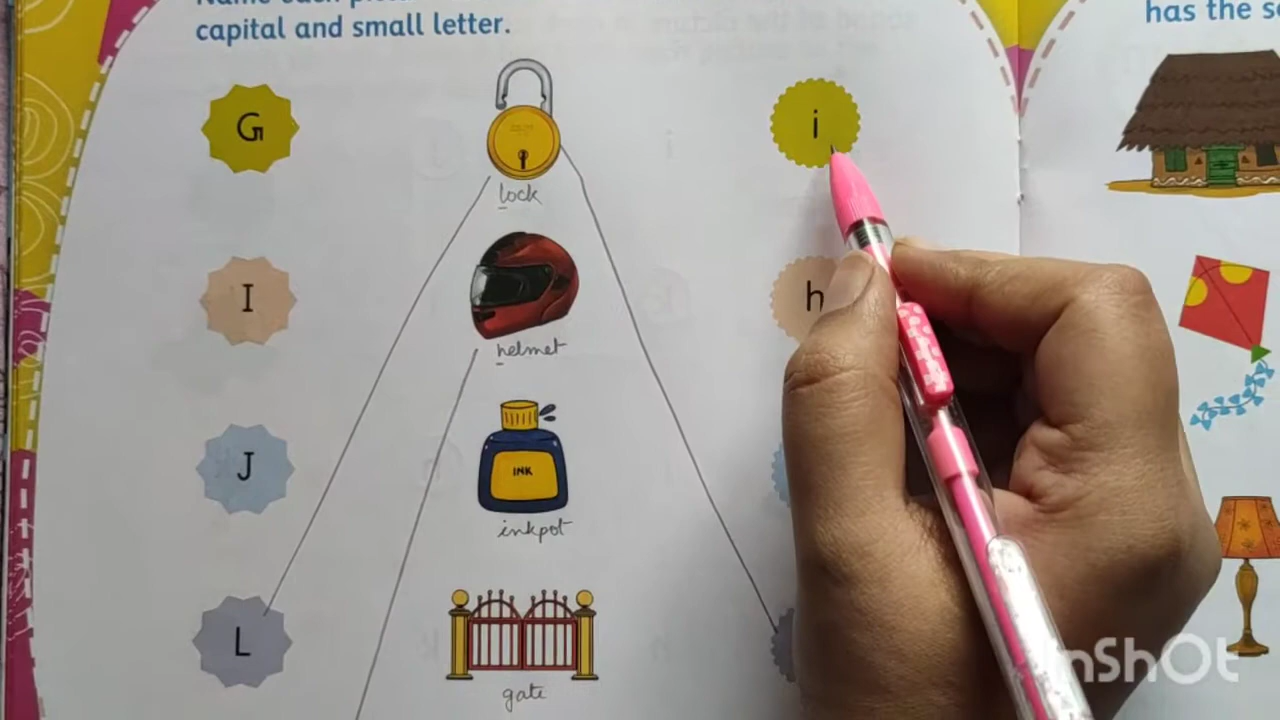 capital and small letter.
has the
G
i
lock
I
h
helmet
J
INK
inkpot
L
gate
InShOt